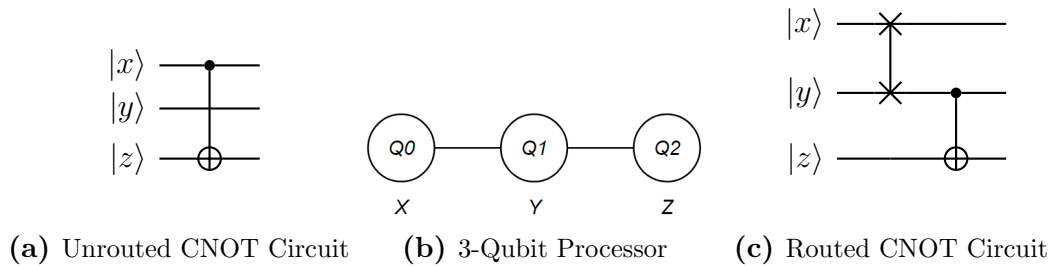 |x⟩
|y⟩
|z⟩
(a) Unrouted CNOT Circuit
Q0 Q1 Q2
X Y Z
(b) 3-Qubit Processor
|x⟩
|y⟩
|z⟩
(c) Routed CNOT Circuit